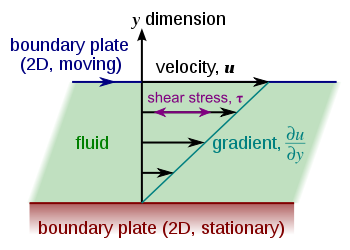 y dimension
boundary plate
(2D, moving)
velocity, u
shear stress, τ
fluid
gradient, ∂u/∂y
boundary plate (2D, stationary)